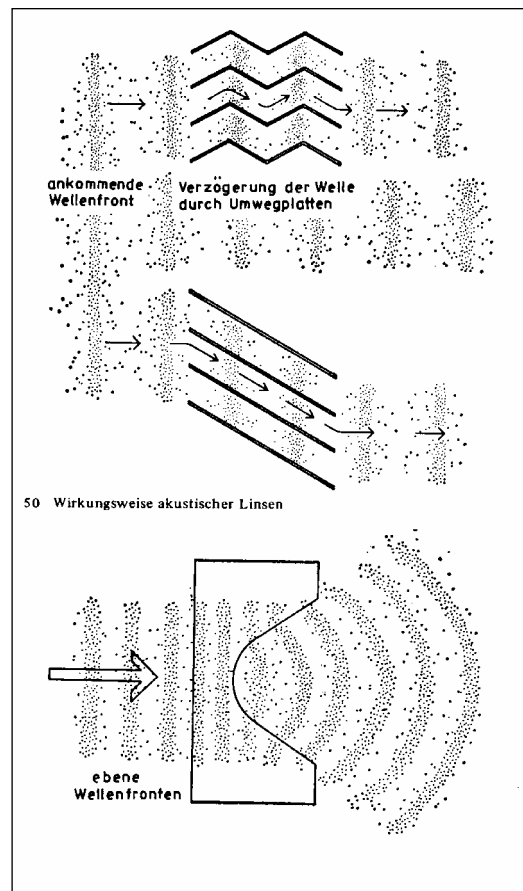 ankommende
Wellenfront
Verzögerung der Welle
durch Umwegplatten
50 Wirkungsweise akustischer Linsen
ebene
Wellenfronten